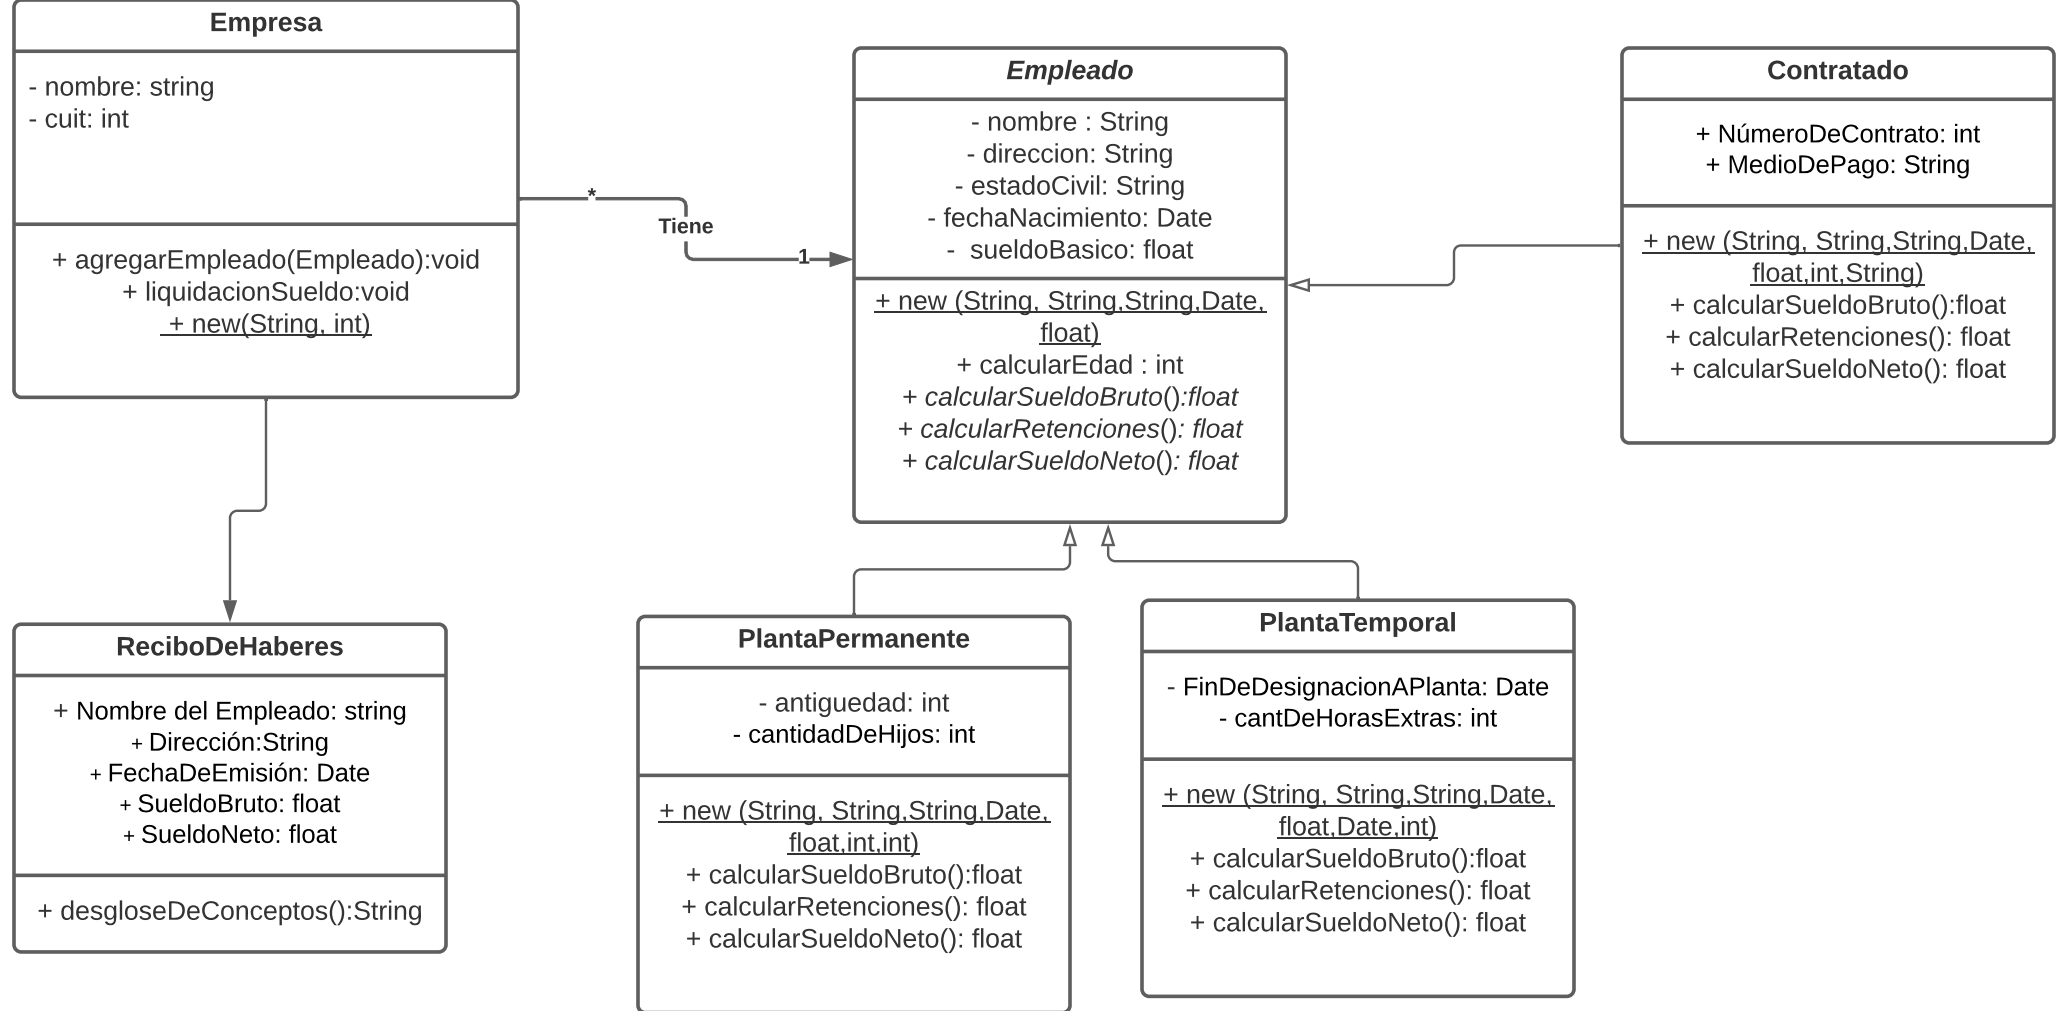 Empresa
- nombre: string
- cuit: int
+ agregarEmpleado(Empleado):void
+ liquidacionSueldo:void
+ new(String, int)
*
Tiene
1
Empleado
- nombre : String
- direccion: String
- estadoCivil: String
- fechaNacimiento: Date
- sueldoBasico: float
+ new (String, String,String,Date,
float)
+ calcularEdad : int
+ calcularSueldoBruto():float
+ calcularRetenciones(): float
+ calcularSueldoNeto(): float
Contratado
+ NúmeroDeContrato: int
+ MedioDePago: String
+ new (String, String,String,Date,
float,int,String)
+ calcularSueldoBruto():float
+ calcularRetenciones(): float
+ calcularSueldoNeto(): float
ReciboDeHaberes
+ Nombre del Empleado: string
+ Dirección:String
+ FechaDeEmisión: Date
+ SueldoBruto: float
+ SueldoNeto: float
+ desgloseDeConceptos():String
PlantaPermanente
- antiguedad: int
- cantidadDeHijos: int
+ new (String, String,String,Date,
float,int,int)
+ calcularSueldoBruto():float
+ calcularRetenciones(): float
+ calcularSueldoNeto(): float
PlantaTemporal
- FinDeDesignacionAPlanta: Date
- cantDeHorasExtras: int
+ new (String, String,String,Date,
float,Date,int)
+ calcularSueldoBruto():float
+ calcularRetenciones(): float
+ calcularSueldoNeto(): float